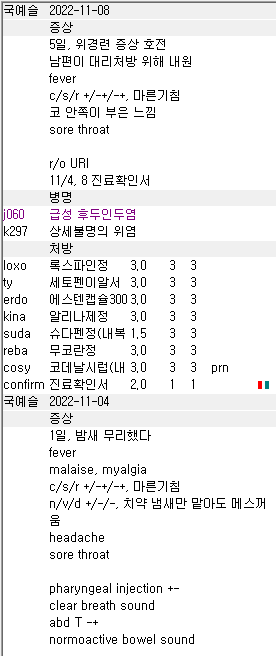 국예슬 2022-11-08
증상
5일, 위경련 증상 호전
남편이 대리처방 위해 내원
fever
c/s/r +/-+/-+, 마른기침
코 안쪽이 부은 느낌
sore throat
r/o URI
11/4, 8 진료확인서
병명
j060 급성 후두인두염
k297 상세불명의 위염
처방
loxo 록스파인정 3.0 3 3
ty 세토펜이알서 3.0 3 3
erdo 에스텐캡슐300 3.0 3 3
kina 알리나제정 3.0 3 3
suda 슈다펜정(내복 1.5 3 3
reba 무코란정 3.0 3 3
cosy 코데날시럽(내 3.0 3 3 prn
confirm 진료확인서 2.0 1 1
국예슬 2022-11-04
증상
1일, 밤새 무리했다
fever
malaise, myalgia
c/s/r +/-+/-+, 마른기침
n/v/d +/-/-, 치약 냄새만 맡아도 메스꺼
움
headache
sore throat
pharyngeal injection +-
clear breath sound
abd T -+
normoactive bowel sound